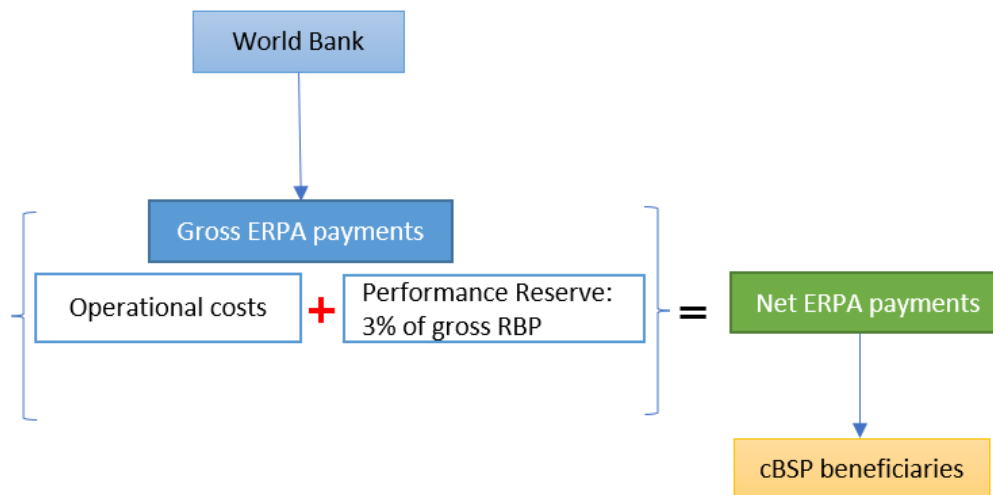 World Bank
Gross ERPA payments
Operational costs
+
Performance Reserve:
3% of gross RBP
=
Net ERPA payments
cBSP beneficiaries